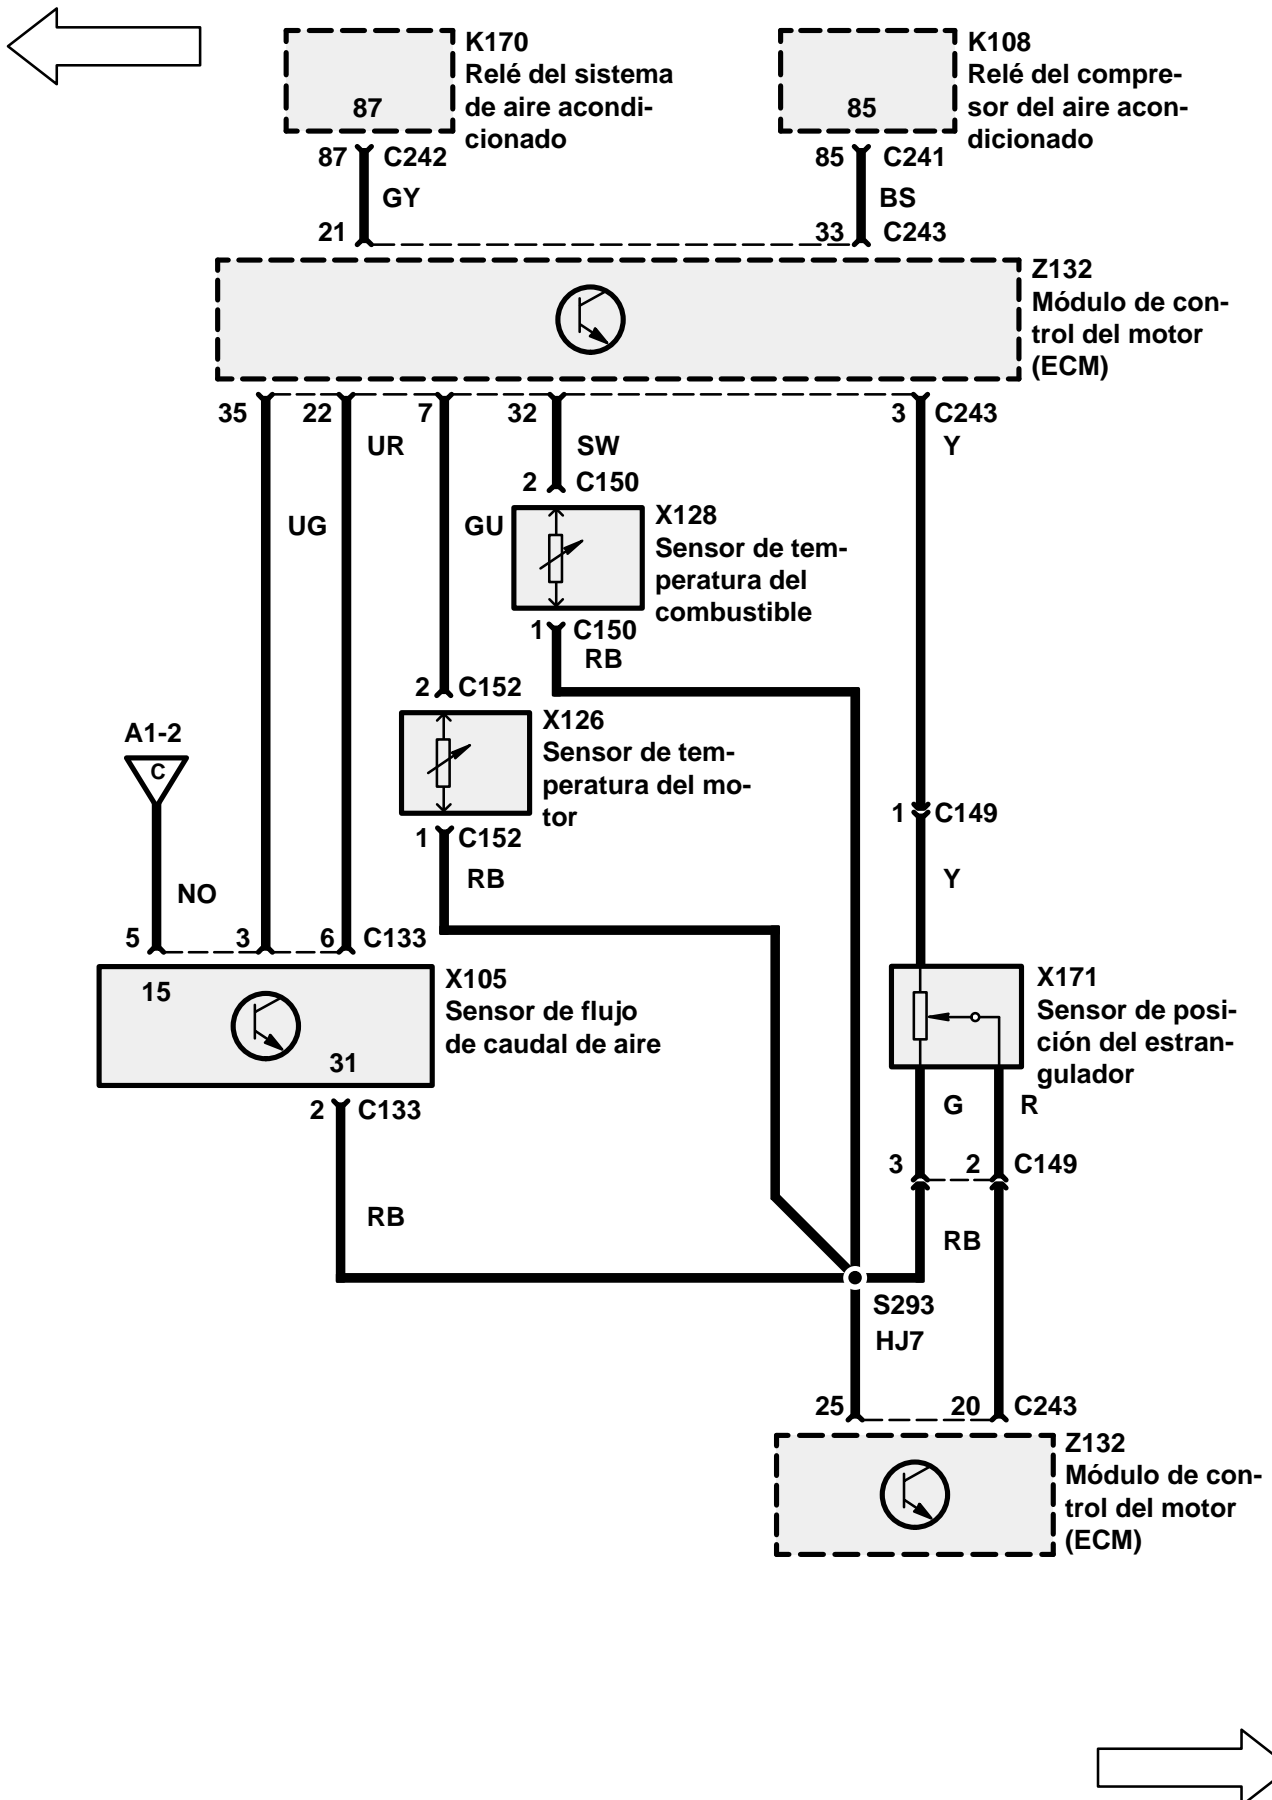 K170
Relé del sistema
de aire acondi-
cionado
87
K108
Relé del compre-
sor del aire acon-
dicionado
85
87 C242
85 C241
GY
BS
21
33 C243
Z132
Módulo de con-
trol del motor
(ECM)
35 22 7 32 3 C243
UR SW Y
2 C150
UG GU
X128
Sensor de tem-
peratura del
combustible
1 C150
RB
2 C152
X126
Sensor de tem-
peratura del mo-
tor
A1-2
C
1 C149
1 C152
RB
Y
NO
5 3 6 C133
15
31
X105
Sensor de flujo
de caudal de aire
X171
Sensor de posi-
ción del estran-
gulador
2 C133
G R
3 2 C149
RB
RB
S293
HJ7
25 20 C243
Z132
Módulo de con-
trol del motor
(ECM)